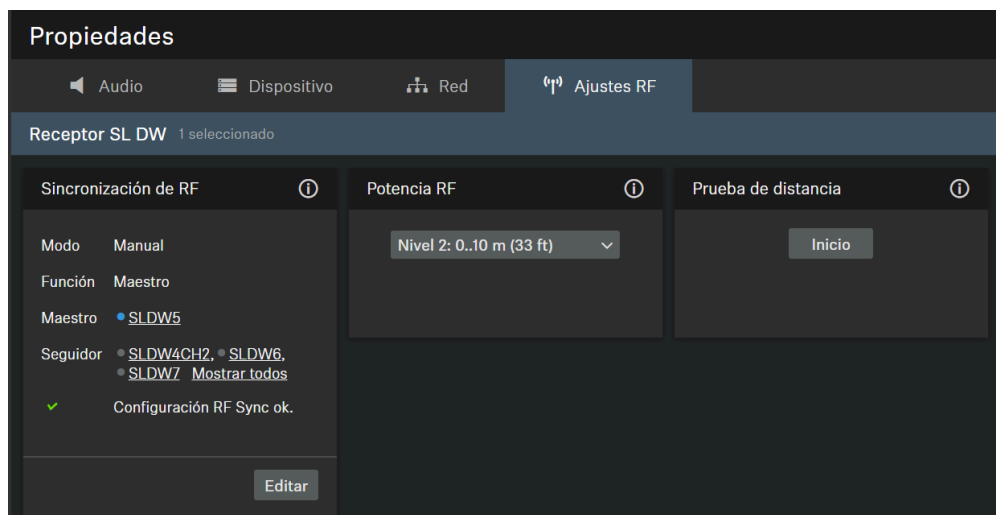 Propiedades
Audio Dispositivo Red Ajustes RF
Receptor SL DW 1 seleccionado
Sincronización de RF
Modo Manual
Función Maestro
Maestro SLDW5
Seguidor SLDW4CH2, SLDW6,
SLDW7 Mostrar todos
Configuración RF Sync ok.
Editar
Potencia RF
Nivel 2: 0..10 m (33 ft)
Prueba de distancia
Inicio